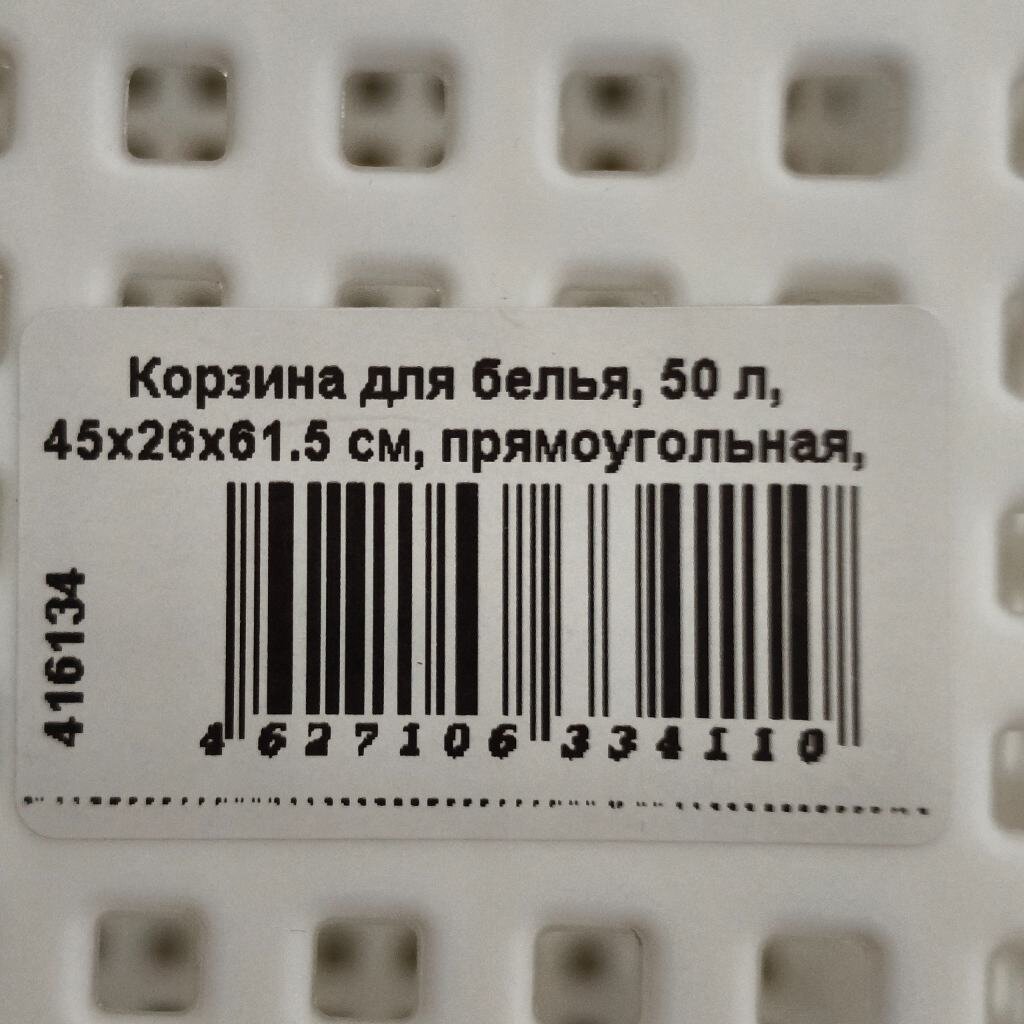 Корзина для белья, 50 л,
45x26x61.5 см, прямоугольная,
416134
4 627106 334110